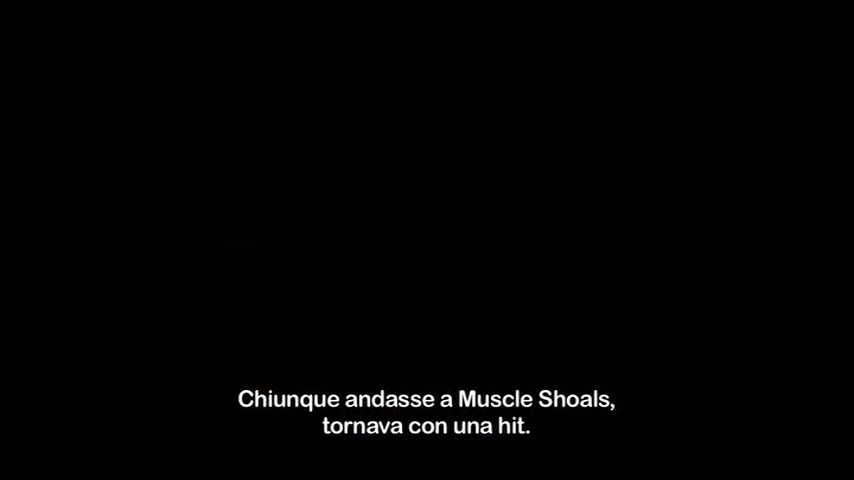 Chiunque andasse a Muscle Shoals,
tornava con una hit.